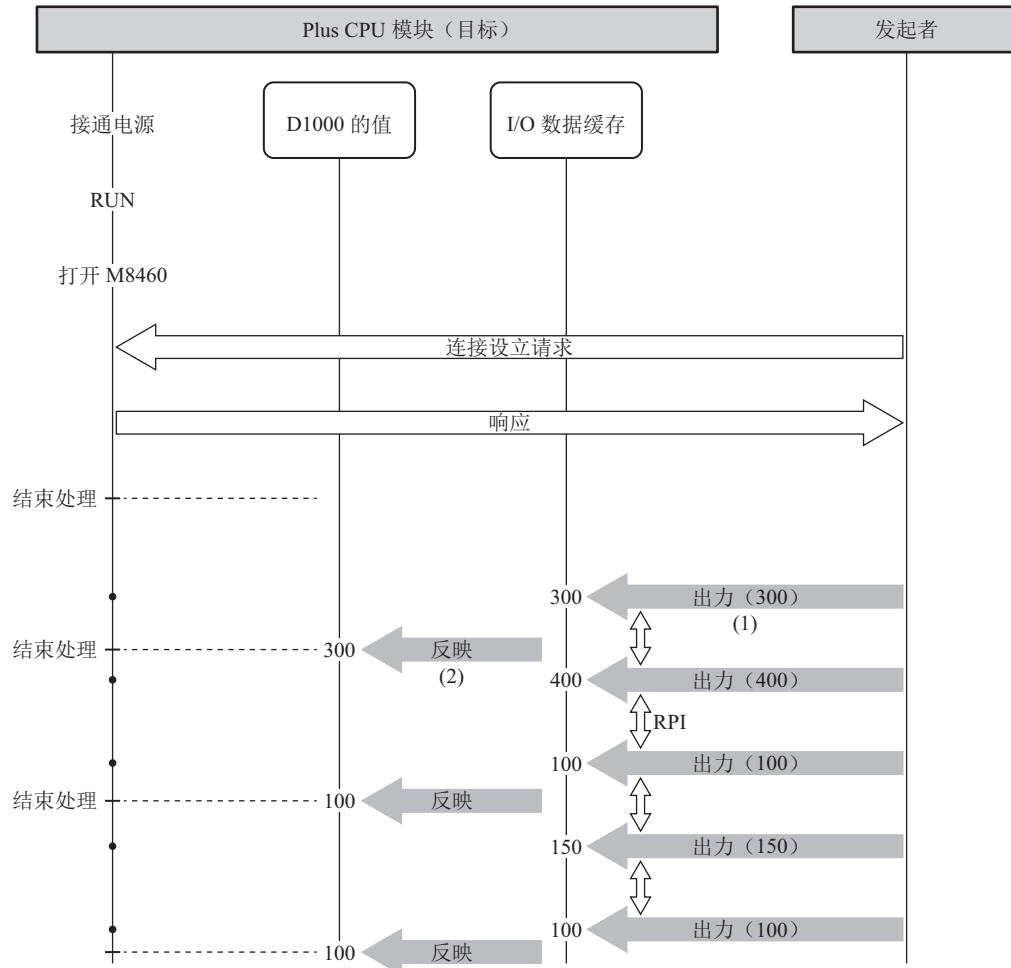 Plus CPU 模块（目标）
发起者
接通电源
D1000 的值
I/O 数据缓存
RUN
打开 M8460
连接设立请求
响应
结束处理
300
出力（300）
(1)
结束处理
300
反映
(2)
400
出力（400）
RPI
100
出力（100）
结束处理
100
反映
150
出力（150）
100
出力（100）
100
反映